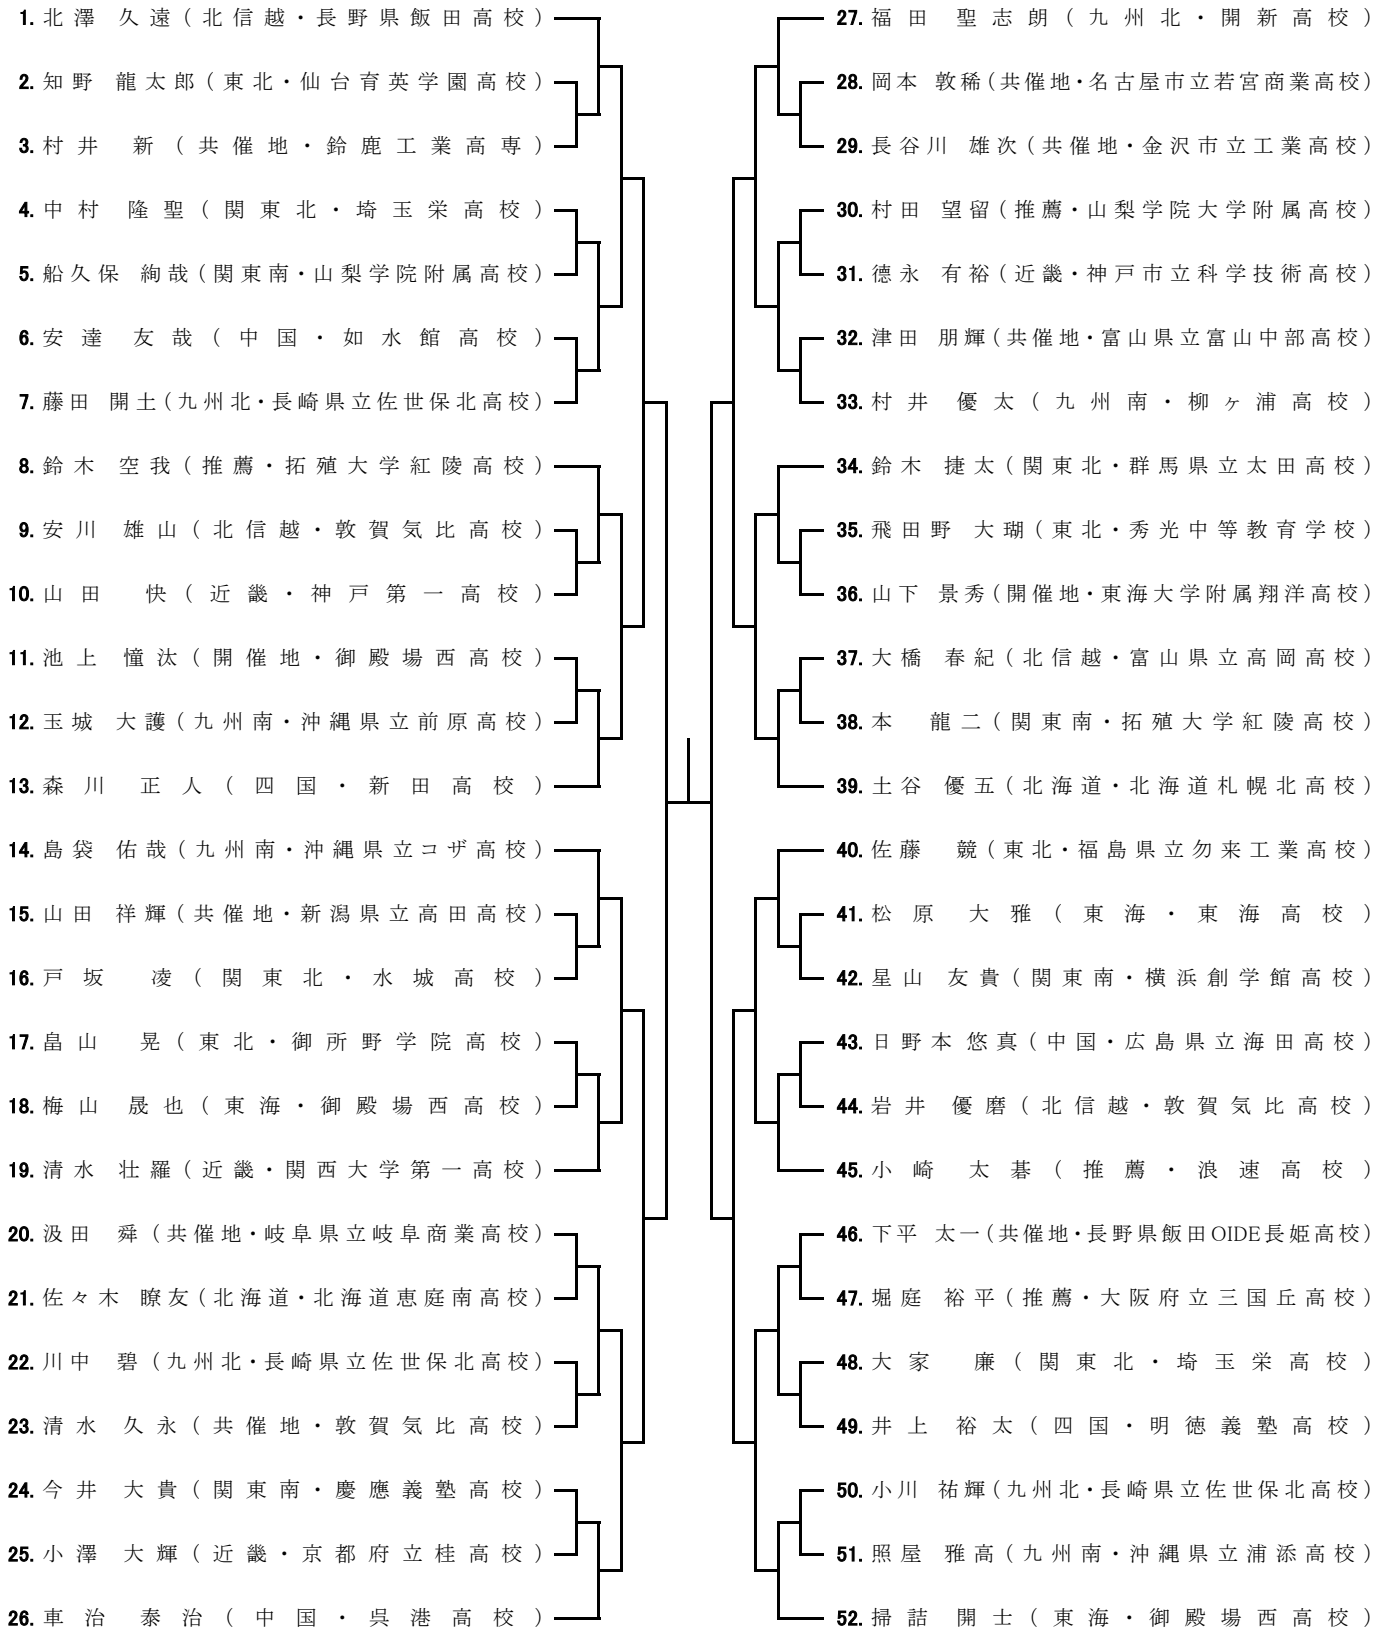 1. 北澤 久遠(北信越・長野県飯田高校)
2. 知野 龍太郎(東北・仙台育英学園高校)
3. 村井 新(共催地・鈴鹿工業高専)
4. 中村 隆聖(関東北・埼玉栄高校)
5. 船久保 絢哉(関東南・山梨学院附属高校)
6. 安達 友哉(中国・如水館高校)
7. 藤田 開土(九州北・長崎県立佐世保北高校)
8. 鈴木 空我(推薦・拓殖大学紅陵高校)
9. 安川 雄山(北信越・敦賀気比高校)
10. 山田 快(近畿・神戸第一高校)
11. 池上 憧汰(開催地・御殿場西高校)
12. 玉城 大護(九州南・沖縄県立前原高校)
13. 森川 正人(四国・新田高校)
14. 島袋 佑哉(九州南・沖縄県立コザ高校)
15. 山田 祥輝(共催地・新潟県立高田高校)
16. 戸坂 凌(関東北・水城高校)
17. 畠山 晃(東北・御所野学院高校)
18. 梅山 晟也(東海・御殿場西高校)
19. 清水 壮羅(近畿・関西大学第一高校)
20. 汲田 舜(共催地・岐阜県立岐阜商業高校)
21. 佐々木 瞭友(北海道・北海道恵庭南高校)
22. 川中 碧(九州北・長崎県立佐世保北高校)
23. 清水 久永(共催地・敦賀気比高校)
24. 今井 大貴(関東南・慶應義塾高校)
25. 小澤 大輝(近畿・京都府立桂高校)
26. 車治 泰治(中国・呉港高校)
27. 福田 聖志朗(九州北・開新高校)
28. 岡本 敦稀(共催地・名古屋市立若宮商業高校)
29. 長谷川 雄次(共催地・金沢市立工業高校)
30. 村田 望留(推薦・山梨学院大学附属高校)
31. 德永 有裕(近畿・神戸市立科学技術高校)
32. 津田 朋輝(共催地・富山県立富山中部高校)
33. 村井 優太(九州南・柳ヶ浦高校)
34. 鈴木 捷太(関東北・群馬県立太田高校)
35. 飛田野 大瑚(東北・秀光中等教育学校)
36. 山下 景秀(開催地・東海大学附属翔洋高校)
37. 大橋 春紀(北信越・富山県立高岡高校)
38. 本 龍二(関東南・拓殖大学紅陵高校)
39. 土谷 優五(北海道・北海道札幌北高校)
40. 佐藤 競(東北・福島県立勿来工業高校)
41. 松原 大雅(東海・東海高校)
42. 星山 友貴(関東南・横浜創学館高校)
43. 日野本 悠真(中国・広島県立海田高校)
44. 岩井 優磨(北信越・敦賀気比高校)
45. 小崎 太碁(推薦・浪速高校)
46. 下平 太一(共催地・長野県飯田OIDE長姫高校)
47. 堀庭 裕平(推薦・大阪府立三国丘高校)
48. 大家 廉(関東北・埼玉栄高校)
49. 井上 裕太(四国・明徳義塾高校)
50. 小川 祐輝(九州北・長崎県立佐世保北高校)
51. 照屋 雅高(九州南・沖縄県立浦添高校)
52. 掃詰 開士(東海・御殿場西高校)